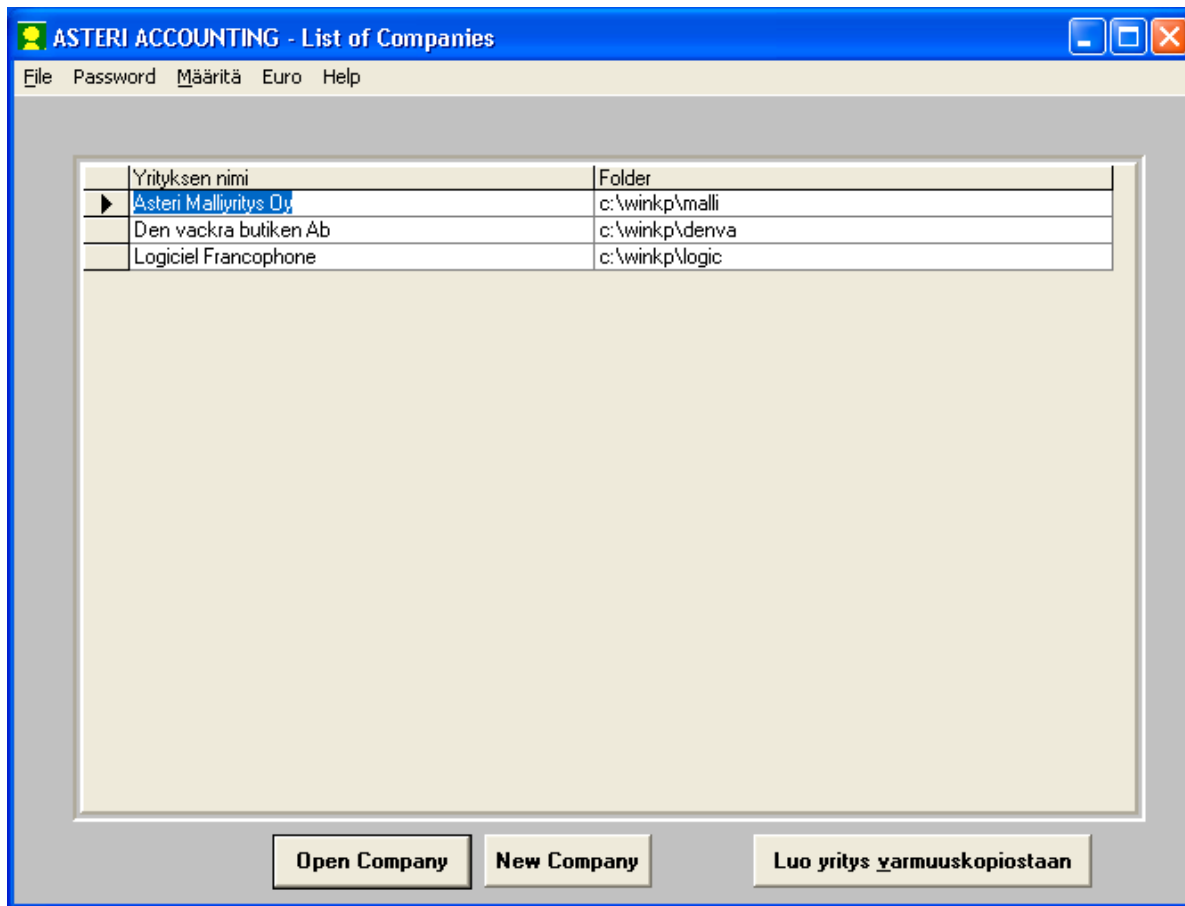 ASTERI ACCOUNTING - List of Companies
File Password Määritä Euro Help
Yrityksen nimi Folder
Asteri Malliyritys Oy c:\winkp\malli
Den vackra butiken Ab c:\winkp\denva
Logiciel Francophone c:\winkp\logic
Open Company New Company Luo yritys varmuuskopiostaan